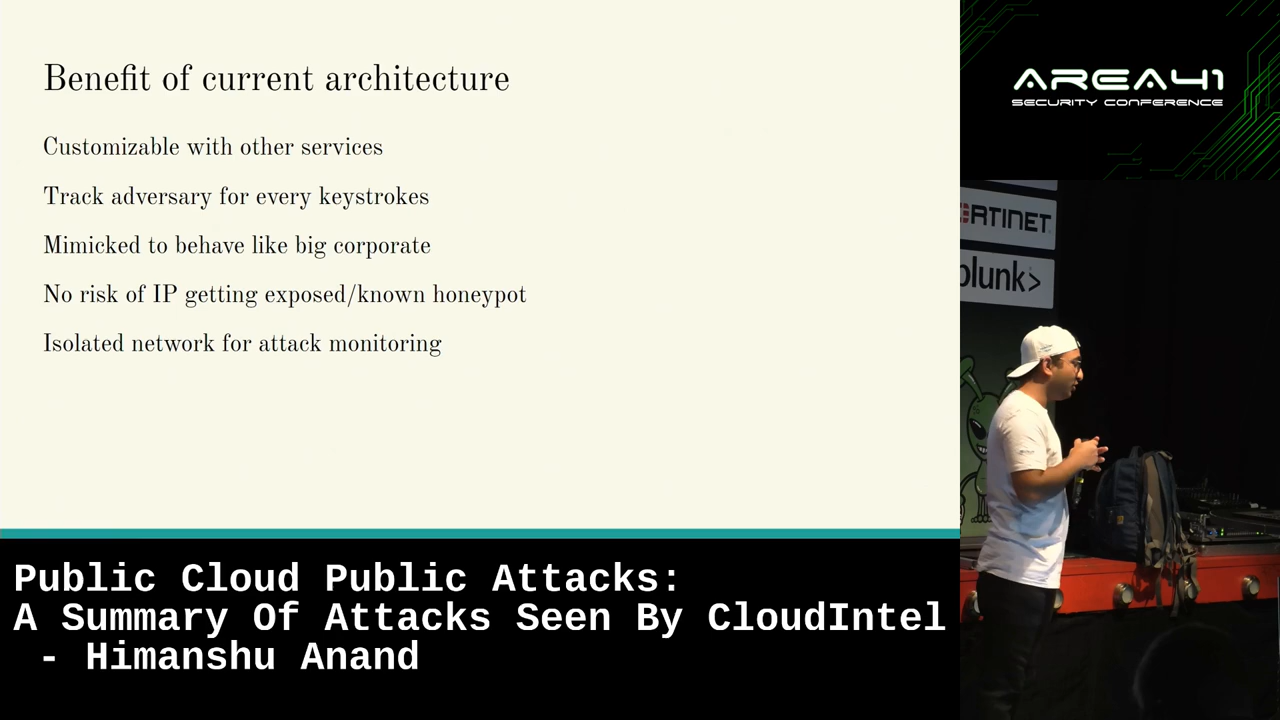 Benefit of current architecture
Customizable with other services
Track adversary for every keystrokes
Mimicked to behave like big corporate
No risk of IP getting exposed/known honeypot
Isolated network for attack monitoring
AREA41
SECURITY CONFERENCE
Public Cloud Public Attacks:
A Summary Of Attacks Seen By CloudIntel
- Himanshu Anand